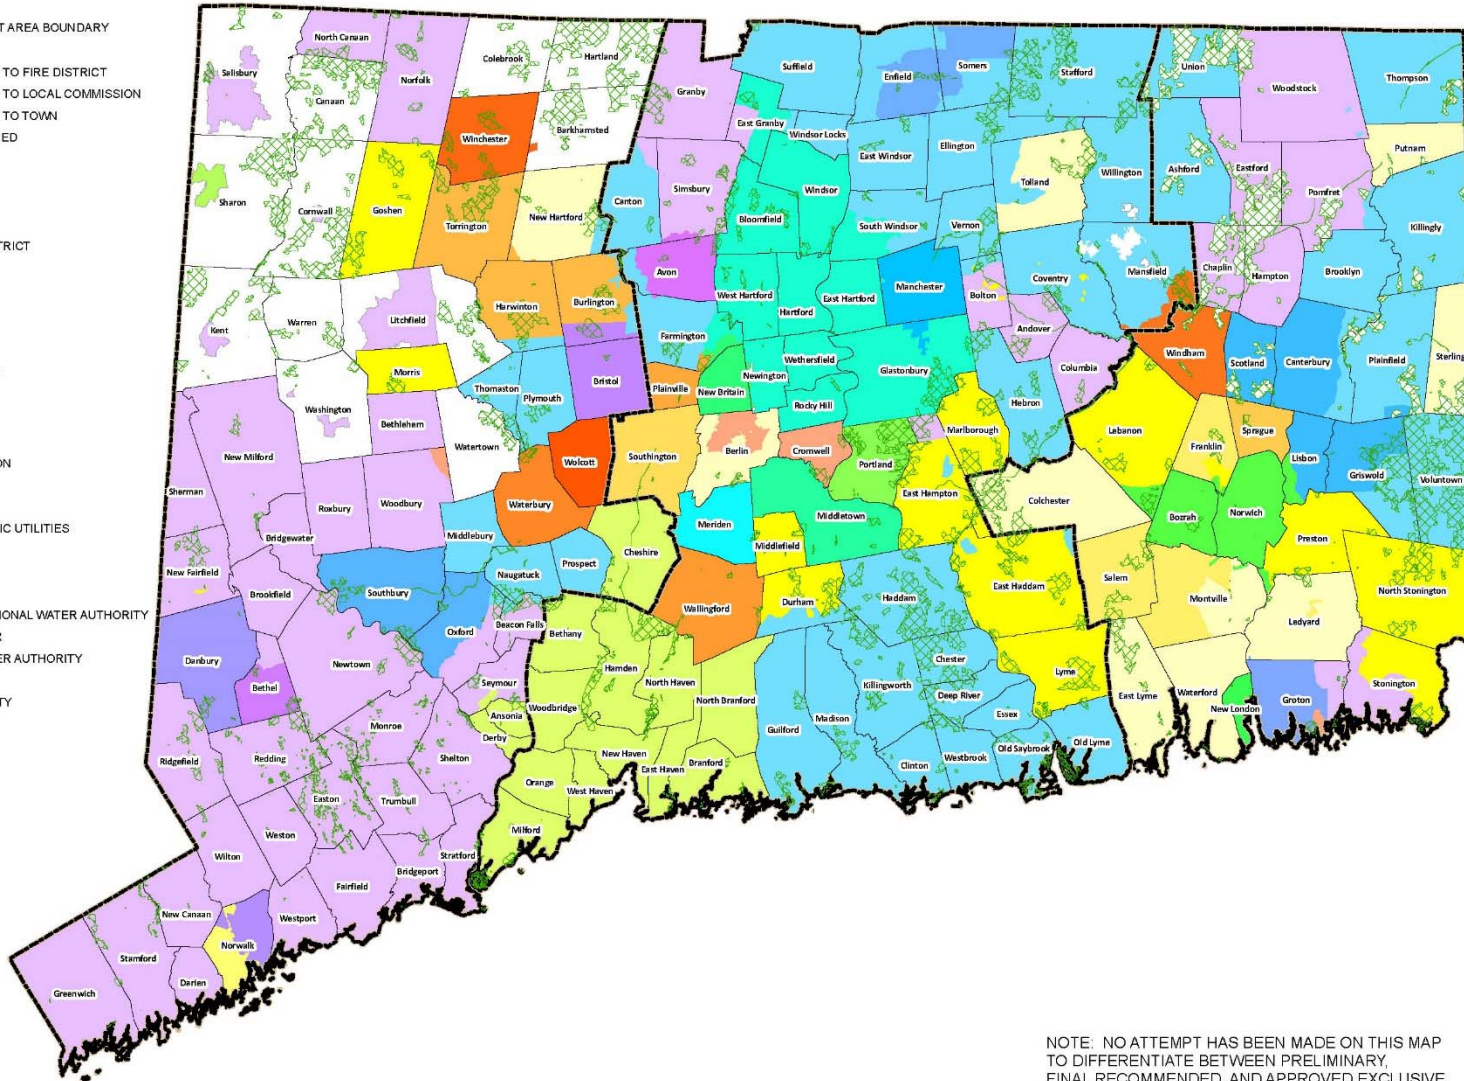 T AREA BOUNDARY
TO FIRE DISTRICT
TO LOCAL COMMISSION
TO TOWN
ED
TRICT
ON
IC UTILITIES
IONAL WATER AUTHORITY
R
ER AUTHORITY
TY
North Canaan
Colebrook
Hartland
Salisbury
Norfolk
Canaan
Granby
Suffield
Enfield
Somers
Stafford
Union
Woodstock
Thompson
Winchester
Barkhamsted
East Granby
Windsor Locks
East Windsor
Ellington
Putnam
Sharon
Cornwall
Goshen
Torrington
New Hartford
Canton
Simsbury
Bloomfield
Windsor
South Windsor
Vernon
Tolland
Willington
Ashford
Eastford
Pomfret
Killingly
Kent
Warren
Litchfield
Harwinton
Burlington
Avon
West Hartford
Hartford
East Hartford
Manchester
Bolton
Coventry
Mansfield
Chaplin
Hampton
Brooklyn
Morris
Thomaston
Plymouth
Bristol
Farmington
Plainville
New Britain
Newington
Wethersfield
Rocky Hill
Glastonbury
Andover
Columbia
Hebron
Windham
Scotland
Canterbury
Plainfield
Sterling
Washington
Bethlehem
Watertown
Wolcott
Southington
Berlin
Cromwell
Portland
Marlborough
Lebanon
Franklin
Sprague
Lisbon
Griswold
Voluntown
New Milford
Sherman
Roxbury
Woodbury
Waterbury
East Hampton
Colchester
Bozrah
Norwich
Preston
Bridgewater
Middlebury
Cheshire
Meriden
Middlefield
Middletown
New Fairfield
Brookfield
Southbury
Naugatuck
Prospect
Wallingford
Durham
Haddam
East Haddam
Salem
Montville
Ledyard
North Stonington
Danbury
Bethel
Newtown
Oxford
Beacon Falls
Bethany
Hamden
North Haven
North Branford
Killingworth
Chester
Deep River
Essex
Lyme
East Lyme
Waterford
New London
Groton
Stonington
Seymour
Ansonia
Derby
Woodbridge
Guilford
Madison
Clinton
Westbrook
Old Saybrook
Old Lyme
Ridgefield
Redding
Monroe
Shelton
Orange
New Haven
West Haven
East Haven
Branford
Easton
Trumbull
Milford
Weston
Wilton
Stratford
Bridgeport
Fairfield
Westport
New Canaan
Norwalk
Stamford
Darien
Greenwich
NOTE: NO ATTEMPT HAS BEEN MADE ON THIS MAP
TO DIFFERENTIATE BETWEEN PRELIMINARY,
FINAL RECOMMENDED, AND APPROVED EXCLUSIVE